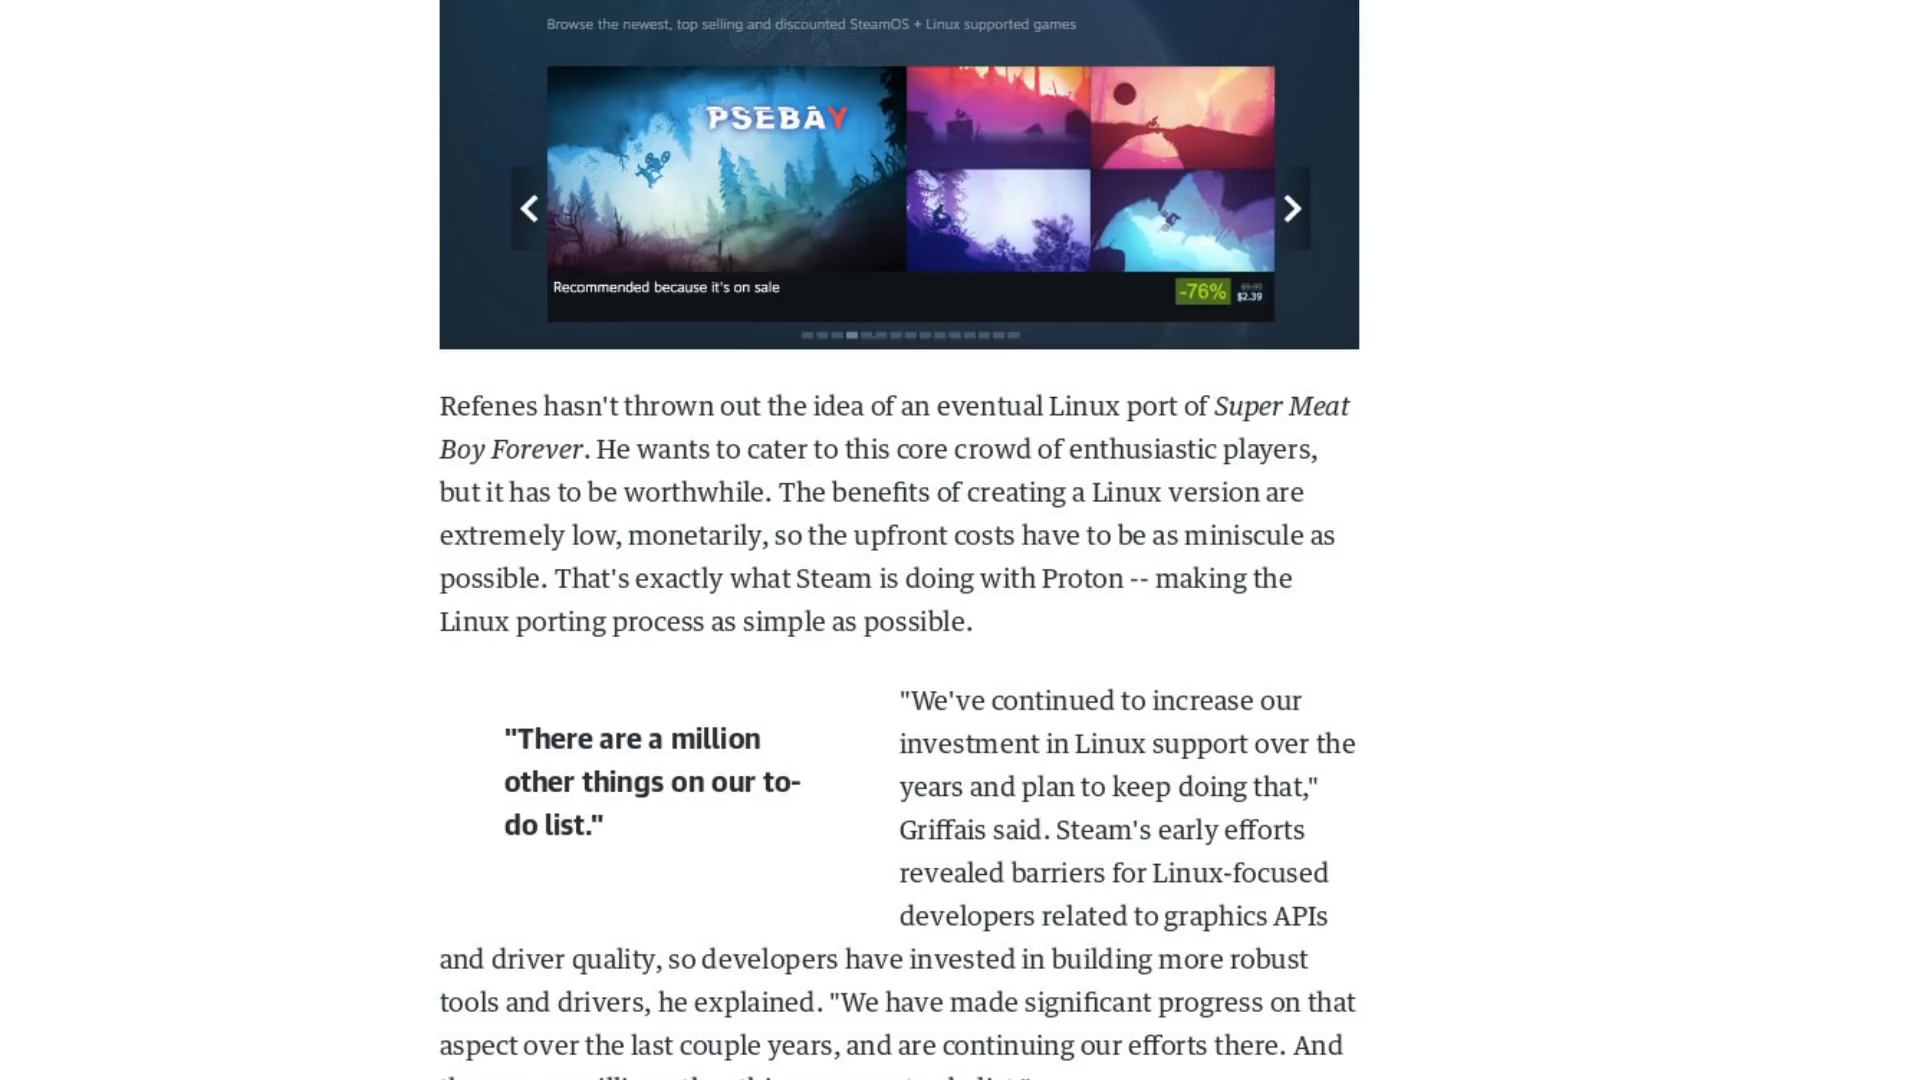 Browse the newest, top selling and discounted SteamOS + Linux supported games
PSEBAY
Recommended because it's on sale
-76%
$9.99
$2.39
Refenes hasn't thrown out the idea of an eventual Linux port of Super Meat
Boy Forever. He wants to cater to this core crowd of enthusiastic players,
but it has to be worthwhile. The benefits of creating a Linux version are
extremely low, monetarily, so the upfront costs have to be as miniscule as
possible. That's exactly what Steam is doing with Proton -- making the
Linux porting process as simple as possible.
"There are a million
other things on our to-
do list."
"We've continued to increase our
investment in Linux support over the
years and plan to keep doing that,"
Griffais said. Steam's early efforts
revealed barriers for Linux-focused
developers related to graphics APIs
and driver quality, so developers have invested in building more robust
tools and drivers, he explained. "We have made significant progress on that
aspect over the last couple years, and are continuing our efforts there. And